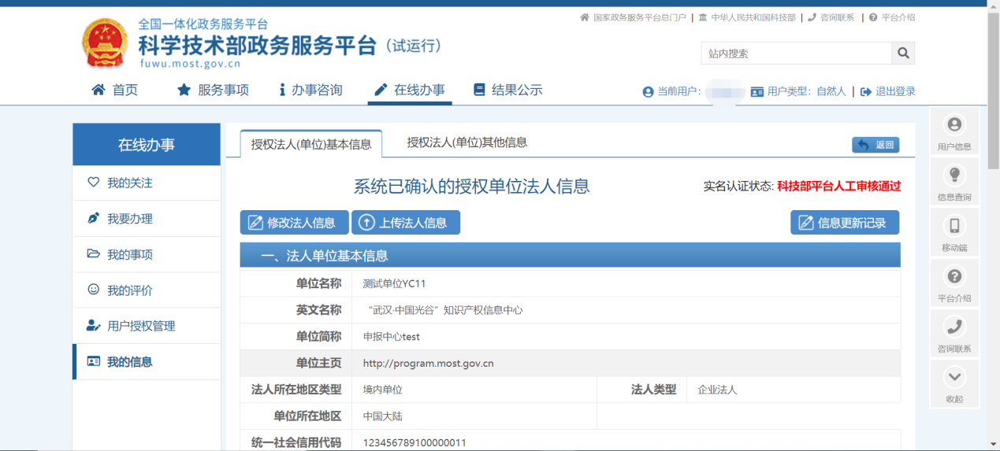 国家政务服务平台总门户 | 中华人民共和国科技部 | 咨询联系 | 平台介绍
全国一体化政务服务平台
科学技术部政务服务平台（试运行）
fuwu.most.gov.cn
站内搜索
首页 服务事项 办事咨询 在线办事 结果公示
当前用户： 用户类型：自然人 | 退出登录
在线办事
我的关注
我要办理
我的事项
我的评价
用户授权管理
我的信息
授权法人(单位)基本信息 授权法人(单位)其他信息 返回
系统已确认的授权单位法人信息 实名认证状态: 科技部平台人工审核通过
修改法人信息 上传法人信息 信息更新记录
一、法人单位基本信息
单位名称 测试单位YC11
英文名称 “武汉·中国光谷”知识产权信息中心
单位简称 申报中心test
单位主页 http://program.most.gov.cn
法人所在地区类型 境内单位 法人类型 企业法人
单位所在地区 中国大陆
统一社会信用代码 123456789100000011
用户信息
信息查询
移动端
平台介绍
咨询联系
收起